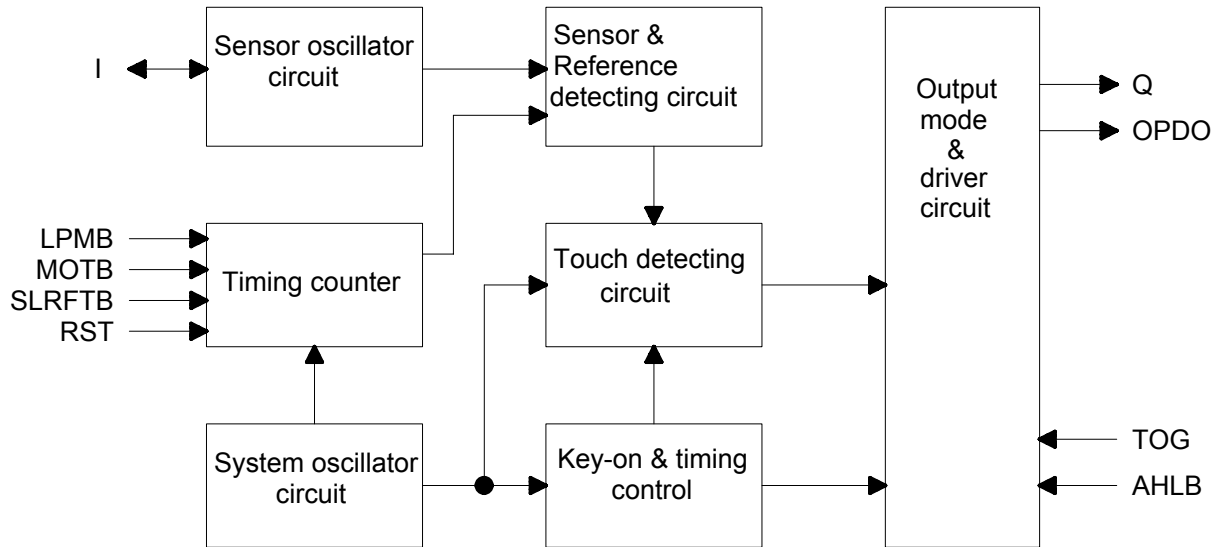 I
Sensor oscillator
circuit
Sensor &
Reference
detecting circuit
Output
mode
&
driver
circuit
Q
OPDO
LPMB
MOTB
SLRFTB
RST
Timing counter
Touch detecting
circuit
System oscillator
circuit
Key-on & timing
control
TOG
AHLB